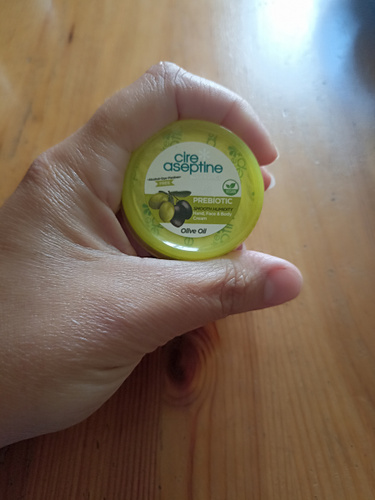 cire
aseptine
PREBIOTIC
SMOOTH HUMIDITY
Hand, Face & Body
Cream
Olive Oil